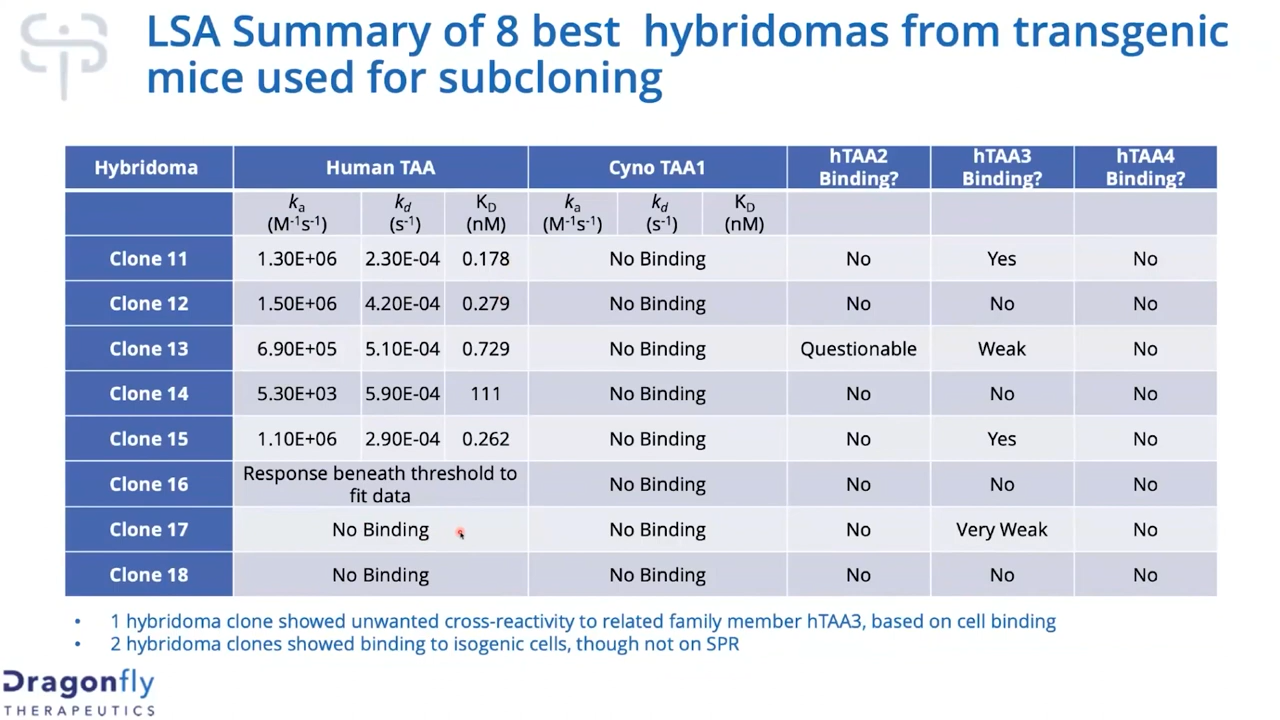 LSA Summary of 8 best  hybridomas from transgenic
mice used for subcloning
Hybridoma Human TAA Cyno TAA1 hTAA2 Binding? hTAA3 Binding? hTAA4 Binding?
kₐ (M⁻¹s⁻¹) k_d (s⁻¹) K_D (nM) kₐ (M⁻¹s⁻¹) k_d (s⁻¹) K_D (nM)
Clone 11 1.30E+06 2.30E-04 0.178 No Binding No Yes No
Clone 12 1.50E+06 4.20E-04 0.279 No Binding No No No
Clone 13 6.90E+05 5.10E-04 0.729 No Binding Questionable Weak No
Clone 14 5.30E+03 5.90E-04 111 No Binding No No No
Clone 15 1.10E+06 2.90E-04 0.262 No Binding No Yes No
Clone 16 Response beneath threshold to fit data No Binding No No No
Clone 17 No Binding No Binding No Very Weak No
Clone 18 No Binding No Binding No No No
• 1 hybridoma clone showed unwanted cross-reactivity to related family member hTAA3, based on cell binding
• 2 hybridoma clones showed binding to isogenic cells, though not on SPR
Dragonfly
THERAPEUTICS